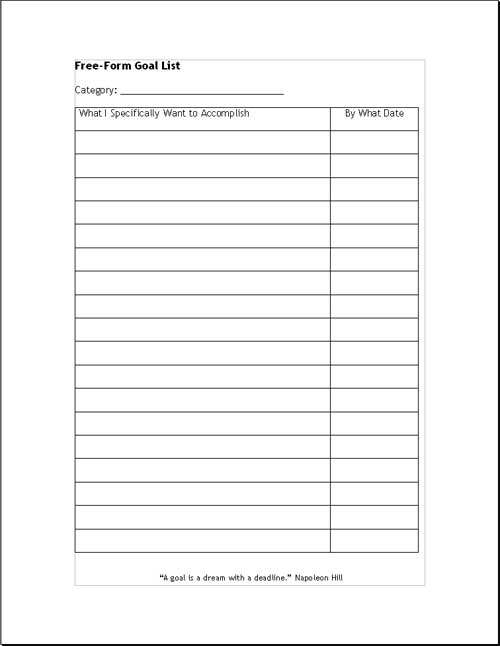 Free-Form Goal List
Category: ______________________________
What I Specifically Want to Accomplish By What Date
“A goal is a dream with a deadline.” Napoleon Hill